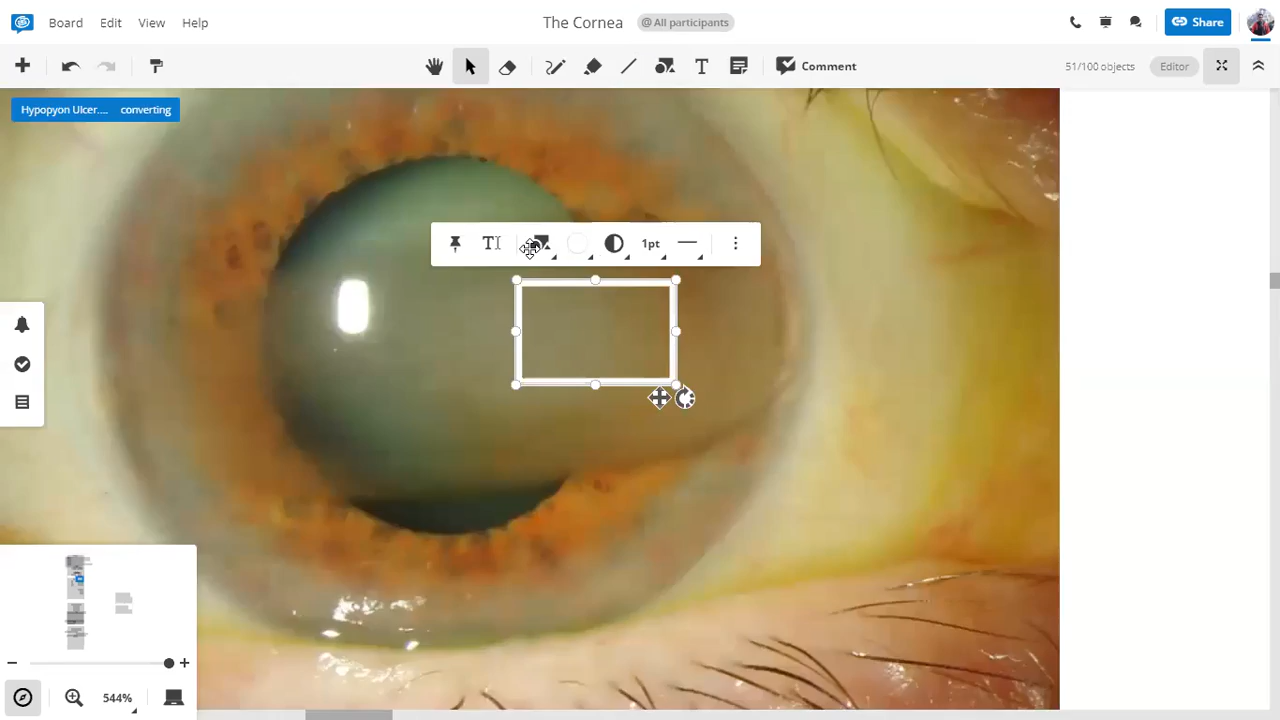 Board Edit View Help
The Cornea
@ All participants
Share
Comment
51/100 objects
Editor
Hypopyon Ulcer.... converting
T
1pt
544%